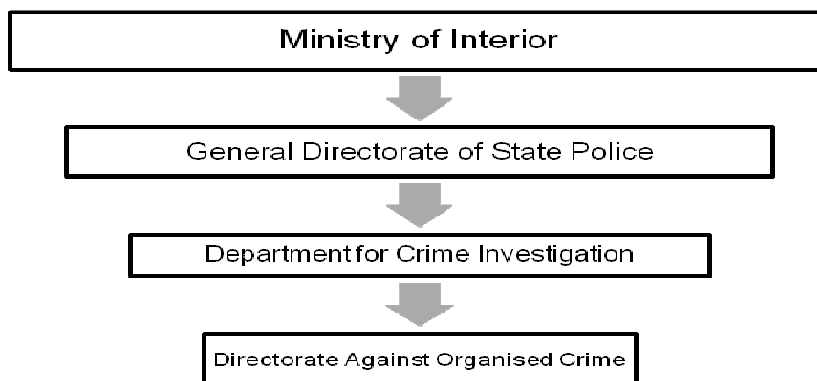 Ministry of Interior
General Directorate of State Police
Department for Crime Investigation
Directorate Against Organised Crime